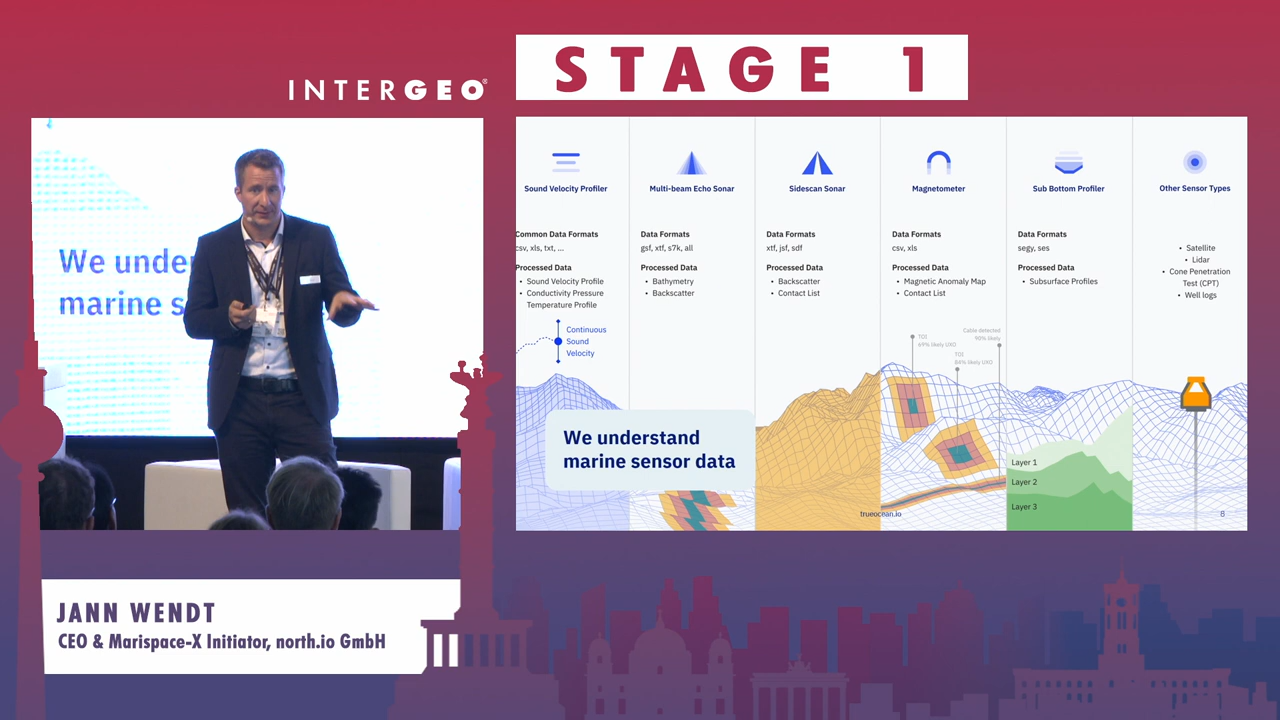 STAGE 1
INTERGEO®
We under
marine s
Sound Velocity Profiler
Common Data Formats
csv, xls, txt, ...
Processed Data
• Sound Velocity Profile
• Conductivity Pressure
Temperature Profile
Continuous
Sound
Velocity
Multi-beam Echo Sonar
Data Formats
gsf, xtf, s7k, all
Processed Data
• Bathymetry
• Backscatter
Sidescan Sonar
Data Formats
xtf, jsf, sdf
Processed Data
• Backscatter
• Contact List
Magnetometer
Data Formats
csv, xls
Processed Data
• Magnetic Anomaly Map
• Contact List
TOI
69% likely UXO
Cable detected
90% likely
TOI
84% likely UXO
Sub Bottom Profiler
Data Formats
segy, ses
Processed Data
• Subsurface Profiles
Layer 1
Layer 2
Layer 3
Other Sensor Types
• Satellite
• Lidar
• Cone Penetration
Test (CPT)
• Well logs
We understand
marine sensor data
trueocean.io
8
JANN WENDT
CEO & Marispace-X Initiator, north.io GmbH